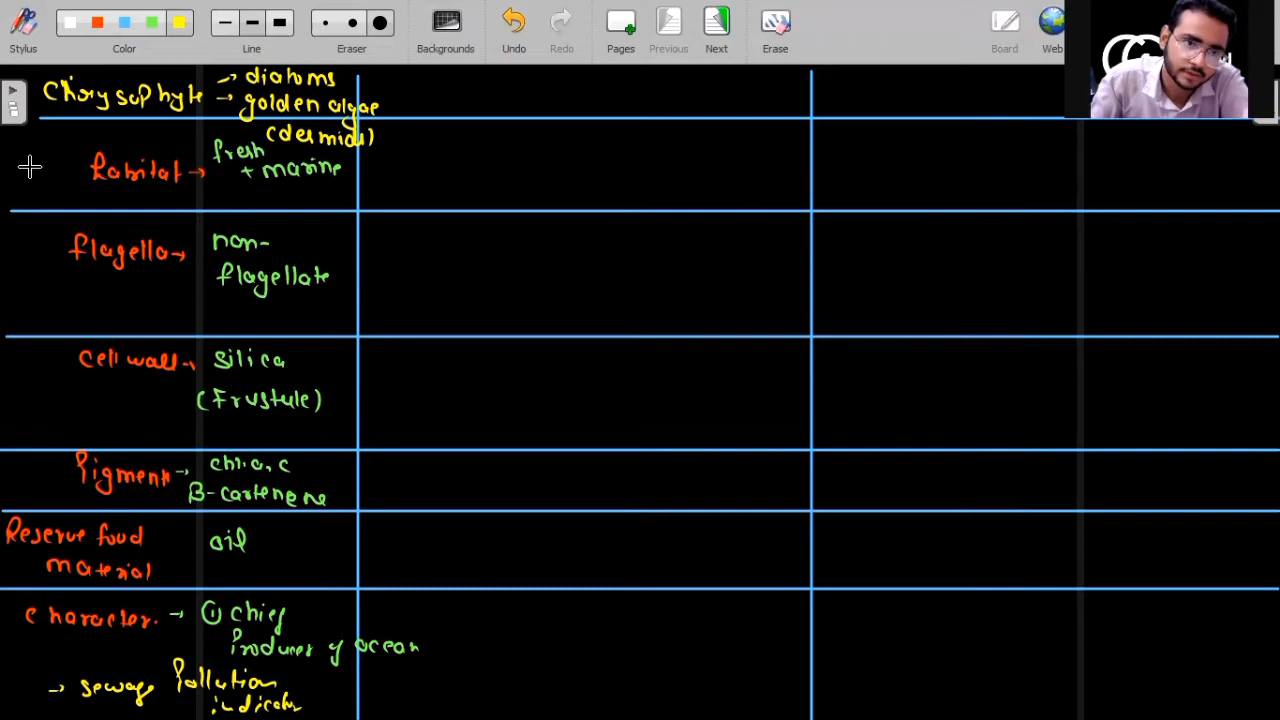 Stylus
Color
Line
Eraser
Backgrounds
Undo
Redo
Pages
Previous
Next
Erase
Board
Web
Chrysophyte → diatoms
→ golden algae
(desmids)
habitat → fresh
+ marine
flagella → non-
flagellate
cell wall → silica
(Frustule)
Pigment → chl. a, c
β-cartenene
Reserve food
material
oil
character. → ① chief
Producer of ocean
→ sewage Pollution
indicator